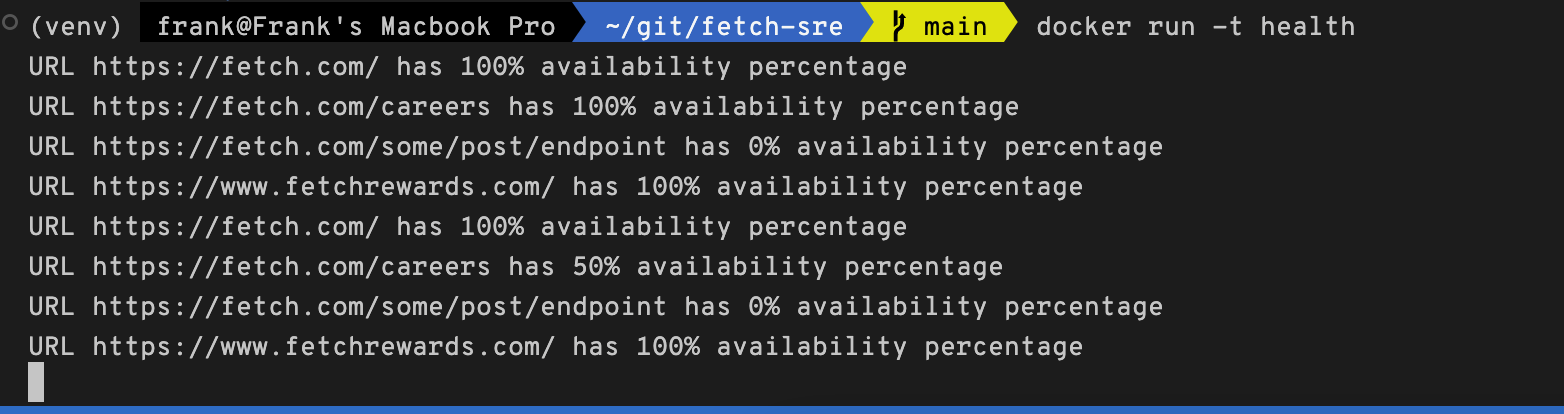 (venv) frank@Frank's Macbook Pro ~/git/fetch-sre main docker run -t health
URL https://fetch.com/ has 100% availability percentage
URL https://fetch.com/careers has 100% availability percentage
URL https://fetch.com/some/post/endpoint has 0% availability percentage
URL https://www.fetchrewards.com/ has 100% availability percentage
URL https://fetch.com/ has 100% availability percentage
URL https://fetch.com/careers has 50% availability percentage
URL https://fetch.com/some/post/endpoint has 0% availability percentage
URL https://www.fetchrewards.com/ has 100% availability percentage